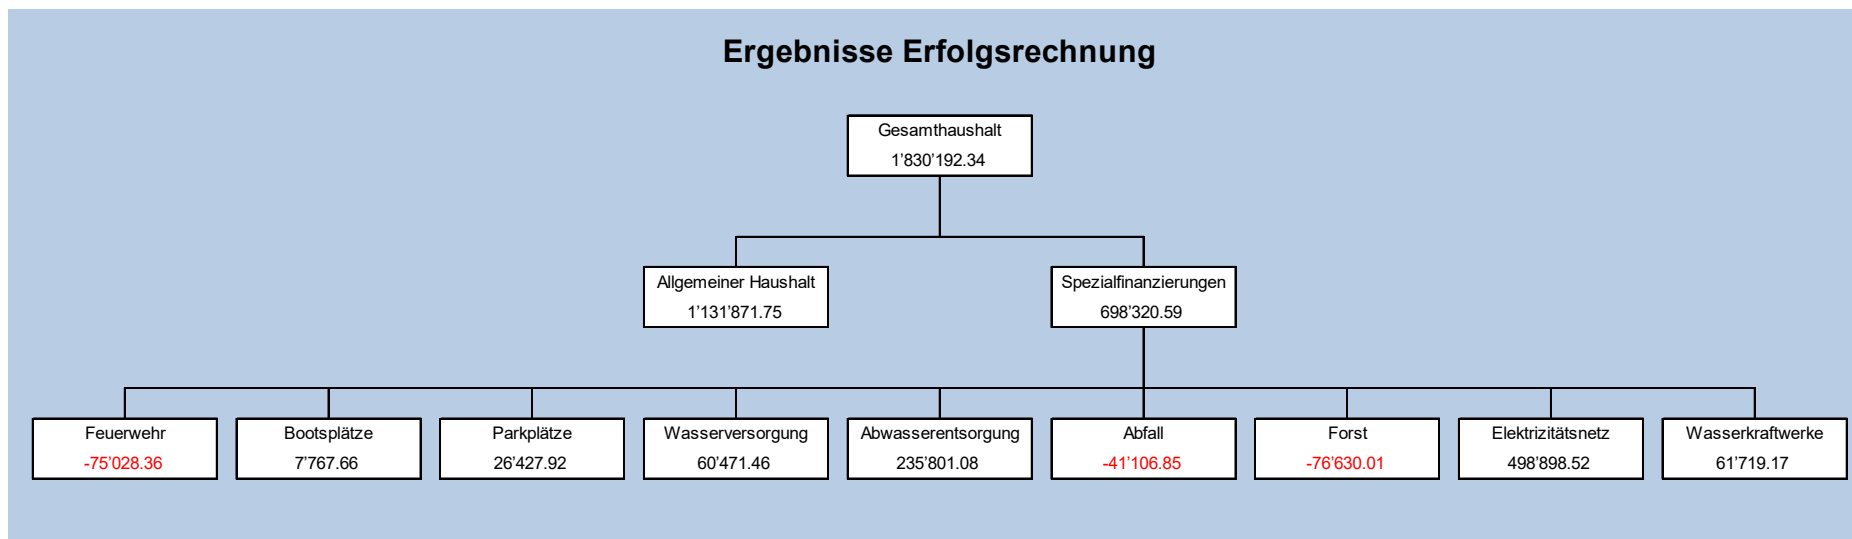 Ergebnisse Erfolgsrechnung
Gesamthaushalt
1’830’192.34
Allgemeiner Haushalt
1’131’871.75
Spezialfinanzierungen
698’320.59
Feuerwehr
-75’028.36
Bootsplätze
7’767.66
Parkplätze
26’427.92
Wasserversorgung
60’471.46
Abwasserentsorgung
235’801.08
Abfall
-41’106.85
Forst
-76’630.01
Elektrizitätsnetz
498’898.52
Wasserkraftwerke
61’719.17